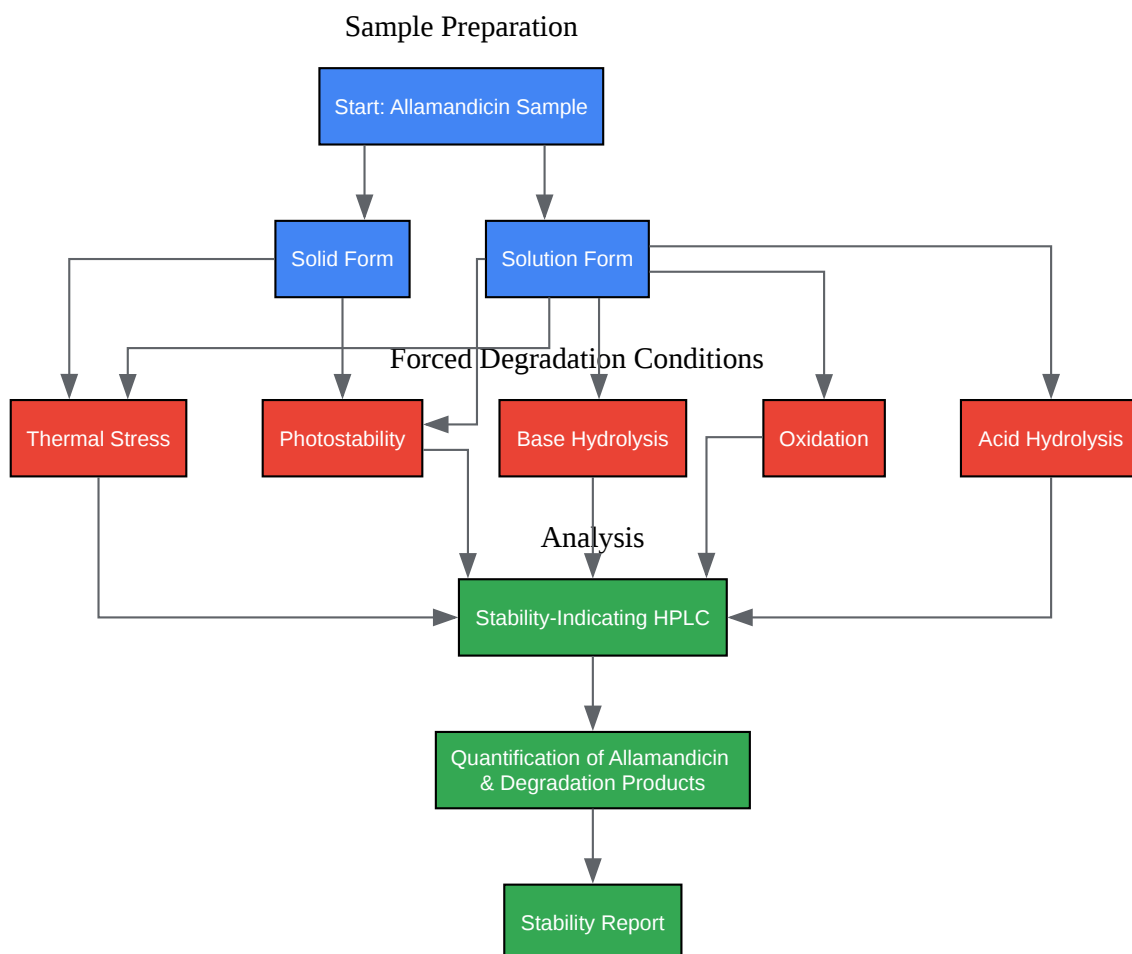 Sample Preparation
Start: Allamandicin Sample
Solid Form
Solution Form
Forced Degradation Conditions
Thermal Stress
Photostability
Base Hydrolysis
Oxidation
Acid Hydrolysis
Analysis
Stability-Indicating HPLC
Quantification of Allamandicin
& Degradation Products
Stability Report